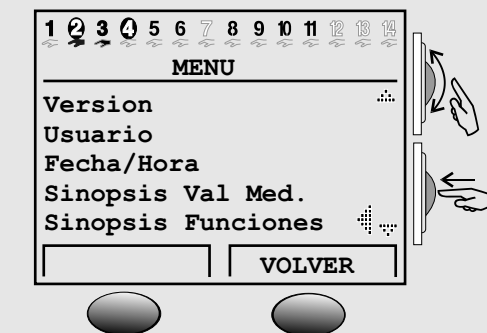 1 2 3 4 5 6 7 8 9 10 11 12 13 14
MENU
Version
Usuario
Fecha/Hora
Sinopsis Val Med.
Sinopsis Funciones
VOLVER